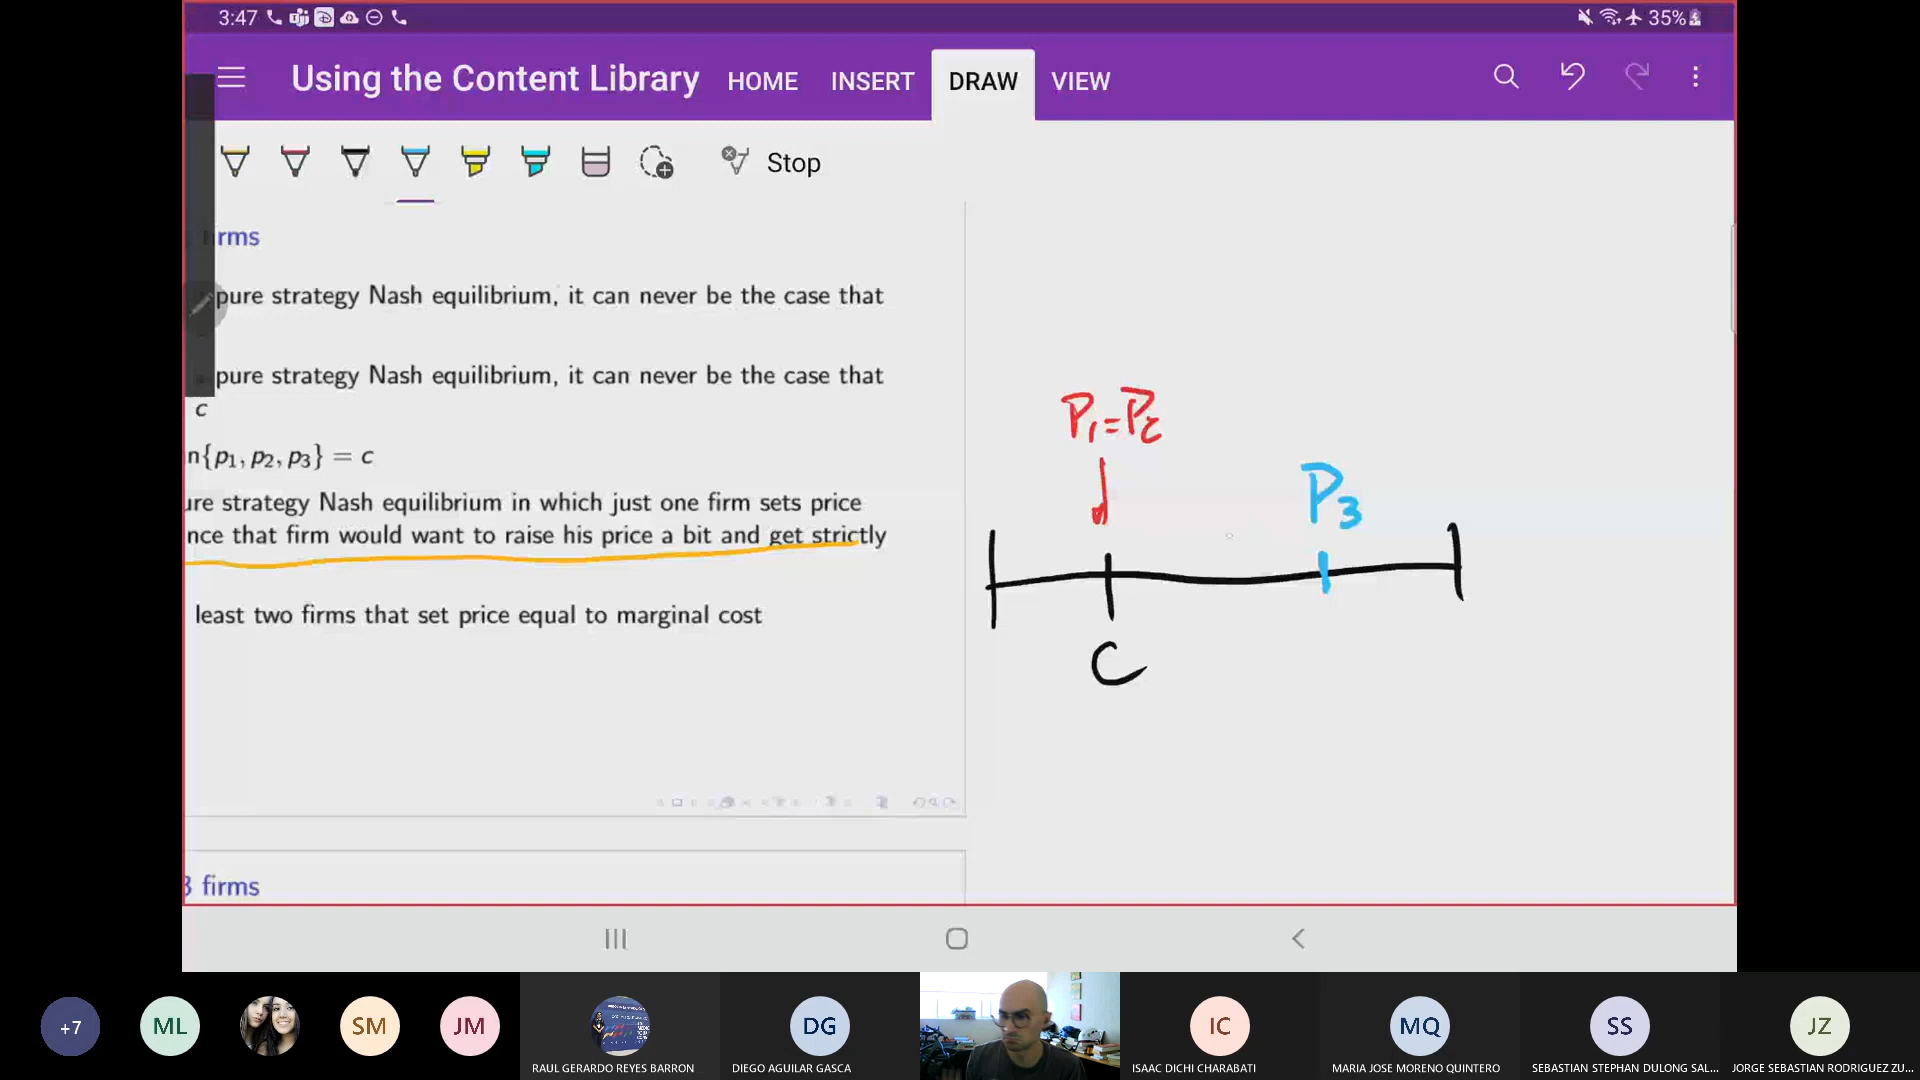 3:47 35%
Using the Content Library HOME INSERT DRAW VIEW
Stop
irms
pure strategy Nash equilibrium, it can never be the case that
pure strategy Nash equilibrium, it can never be the case that
c
n{p1, p2, p3} = c
ure strategy Nash equilibrium in which just one firm sets price
nce that firm would want to raise his price a bit and get strictly
least two firms that set price equal to marginal cost
3 firms
P1=P2
P3
C
+7 ML SM JM DG IC MQ SS JZ
RAUL GERARDO REYES BARRON DIEGO AGUILAR GASCA ISAAC DICHI CHARABATI MARIA JOSE MORENO QUINTERO SEBASTIAN STEPHAN DULONG SAL... JORGE SEBASTIAN RODRIGUEZ ZU...